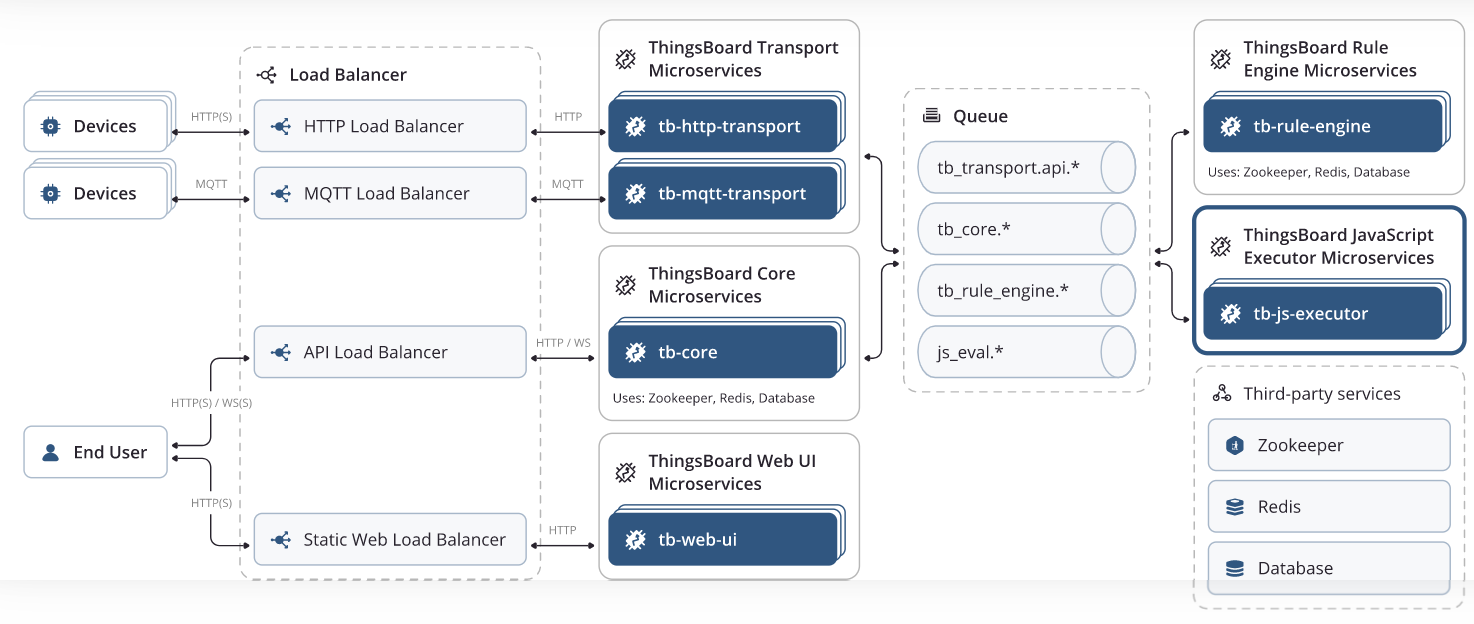 Load Balancer
Devices
HTTP(S)
HTTP Load Balancer
HTTP
Devices
MQTT
MQTT Load Balancer
MQTT
API Load Balancer
HTTP / WS
HTTP(S) / WS(S)
End User
HTTP(S)
Static Web Load Balancer
HTTP
ThingsBoard Transport
Microservices
tb-http-transport
tb-mqtt-transport
ThingsBoard Core
Microservices
tb-core
Uses: Zookeeper, Redis, Database
ThingsBoard Web UI
Microservices
tb-web-ui
Queue
tb_transport.api.*
tb_core.*
tb_rule_engine.*
js_eval.*
ThingsBoard Rule
Engine Microservices
tb-rule-engine
Uses: Zookeeper, Redis, Database
ThingsBoard JavaScript
Executor Microservices
tb-js-executor
Third-party services
Zookeeper
Redis
Database